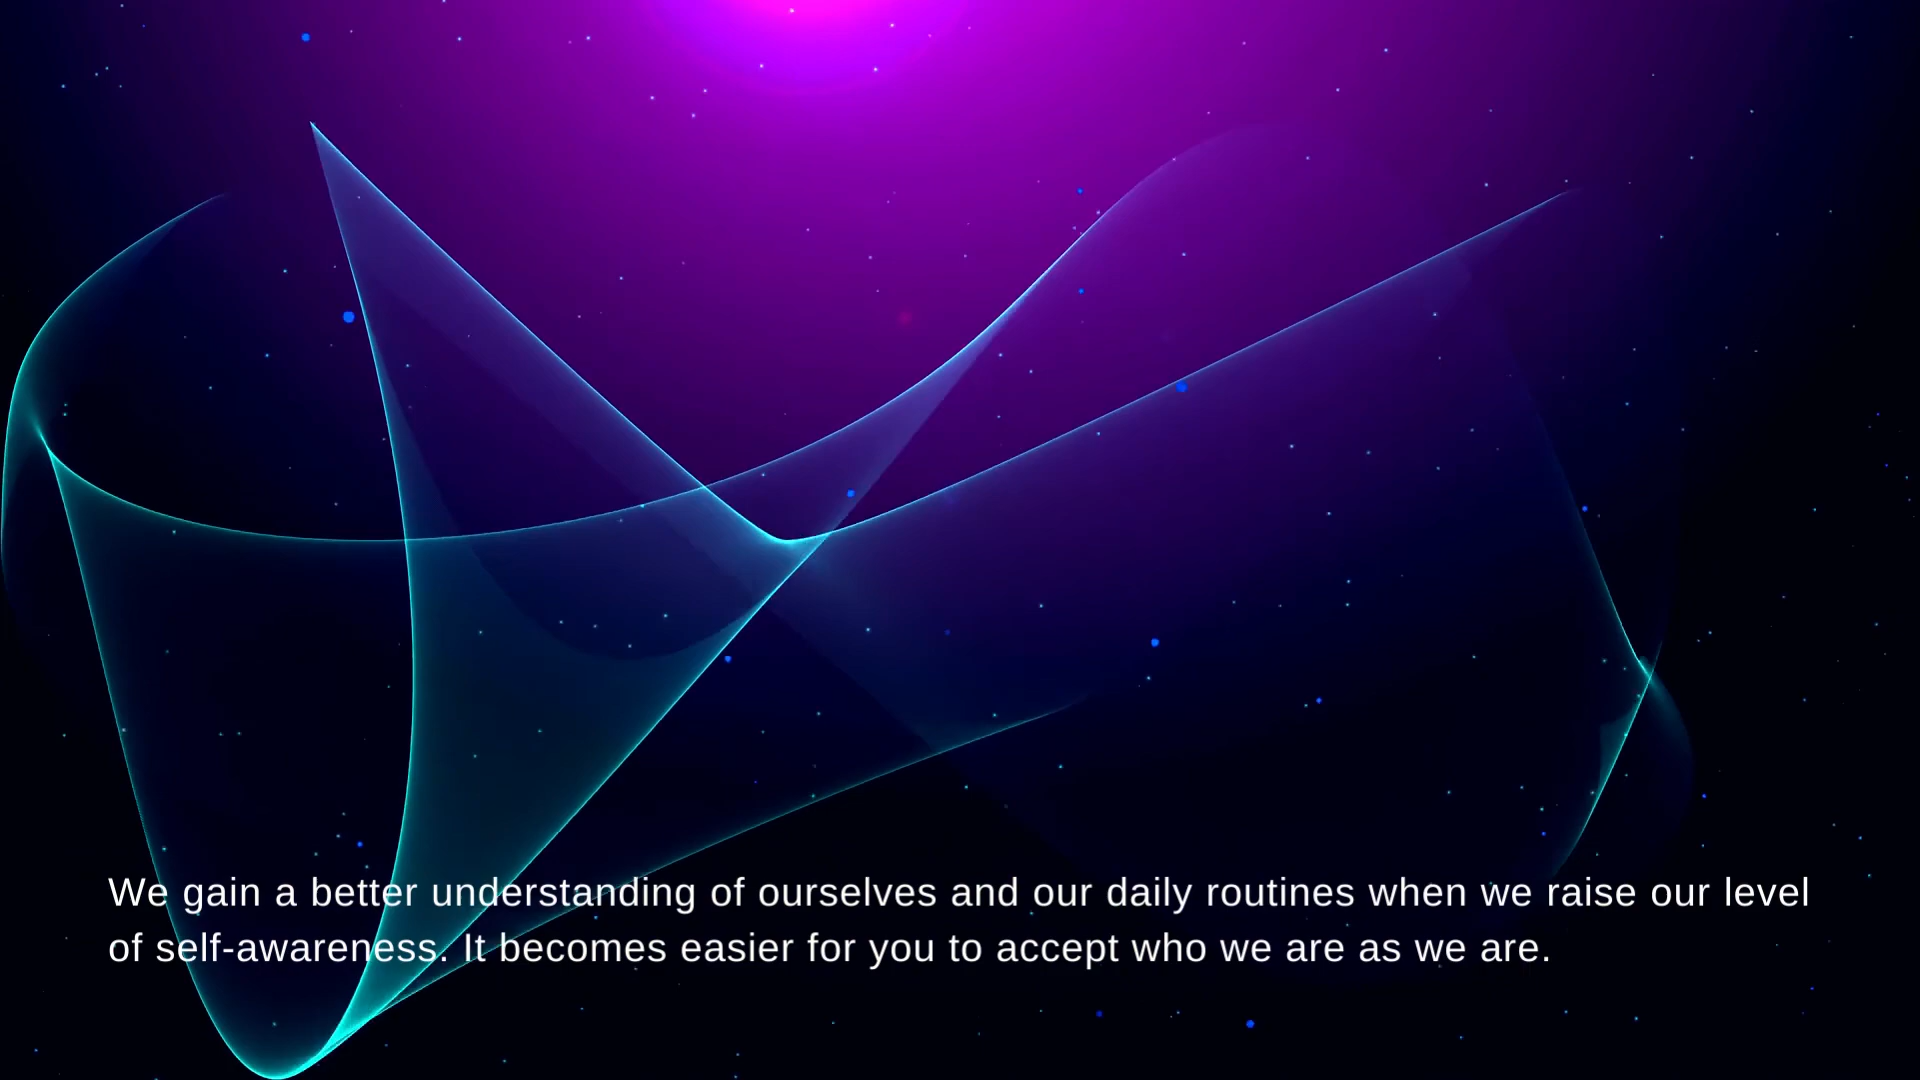 We gain a better understanding of ourselves and our daily routines when we raise our level
of self-awareness. It becomes easier for you to accept who we are as we are.